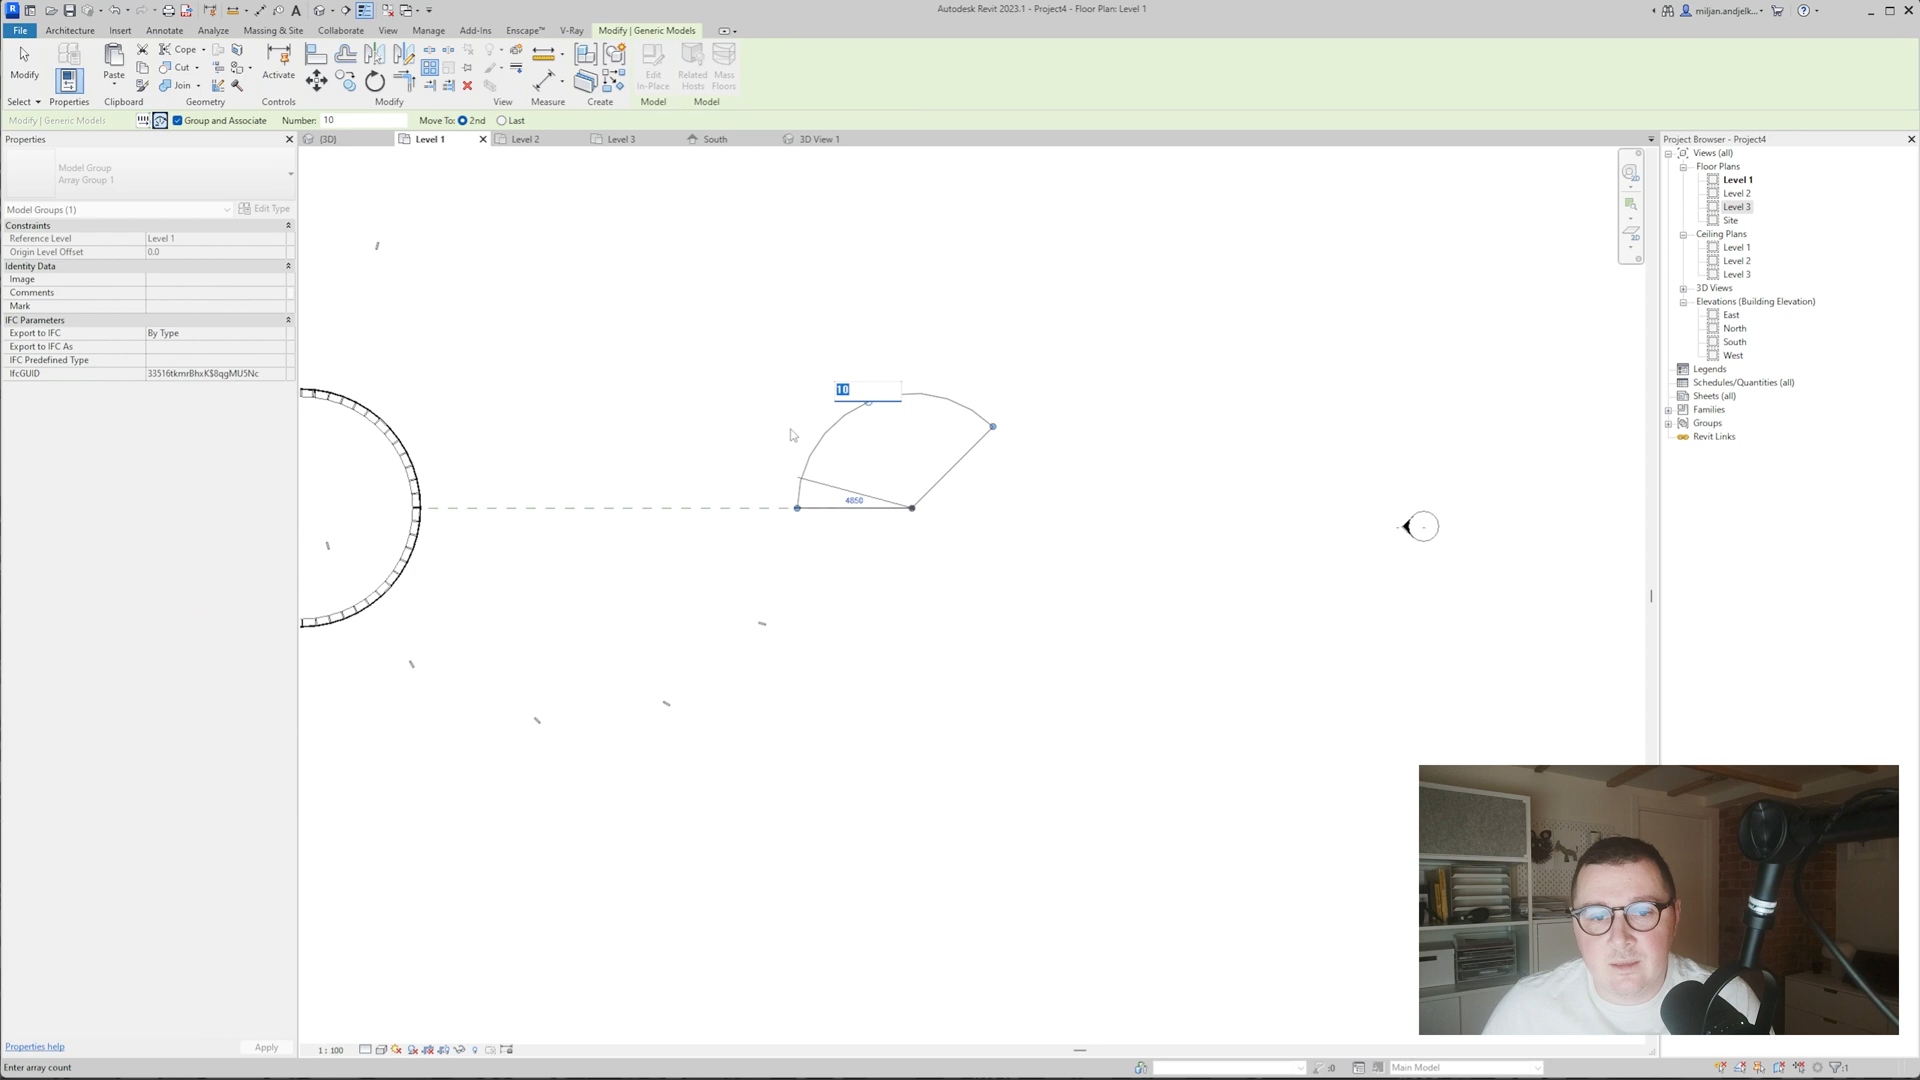 Autodesk Revit 2023.1 - Project4 - Floor Plan: Level 1
miljan.andjelk...
File
Architecture
Insert
Annotate
Analyze
Massing & Site
Collaborate
View
Manage
Add-Ins
Enscape™
V-Ray
Modify | Generic Models
Modify
Paste
Cope
Cut
Join
Activate
Edit
In-Place
Related
Hosts
Mass
Floors
Select
Properties
Clipboard
Geometry
Controls
Modify
View
Measure
Create
Model
Model
Modify | Generic Models
Group and Associate
Number: 10
Move To: 2nd Last
Properties
{3D}
Level 1
Level 2
Level 3
South
3D View 1
Project Browser - Project4
Model Group
Array Group 1
Model Groups (1)
Edit Type
Constraints
Reference Level Level 1
Origin Level Offset 0.0
Identity Data
Image
Comments
Mark
IFC Parameters
Export to IFC By Type
Export to IFC As
IFC Predefined Type
IfcGUID 33516tkmrBhxK$8qgMU5Nc
10
4850
2D
2D
Views (all)
Floor Plans
Level 1
Level 2
Level 3
Site
Ceiling Plans
Level 1
Level 2
Level 3
3D Views
Elevations (Building Elevation)
East
North
South
West
Legends
Schedules/Quantities (all)
Sheets (all)
Families
Groups
Revit Links
Properties help
Apply
1 : 100
Enter array count
:0
Main Model
:1